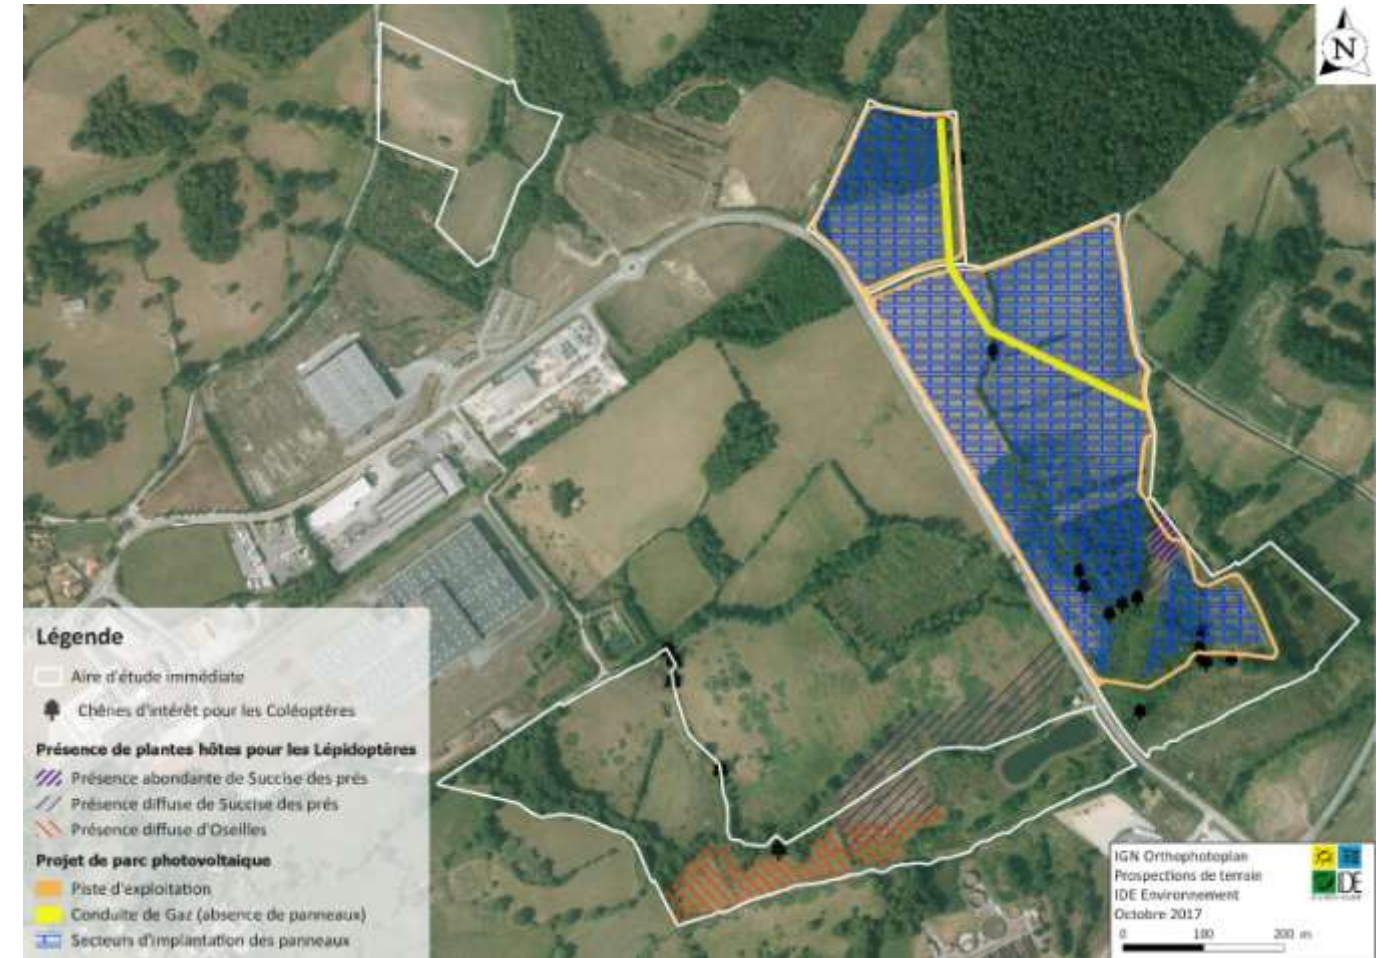 N
Légende
Aire d'étude immédiate
Chênes d'intérêt pour les Coléoptères
Présence de plantes hôtes pour les Lépidoptères
Présence abondante de Succise des prés
Présence diffuse de Succise des prés
Présence diffuse d'Oseilles
Projet de parc photovoltaïque
Piste d'exploitation
Conduite de Gaz (absence de panneaux)
Secteurs d'implantation des panneaux
IGN Orthophotoplan
Prospections de terrain
IDE Environnement
Octobre 2017
IDE
0 100 200 m